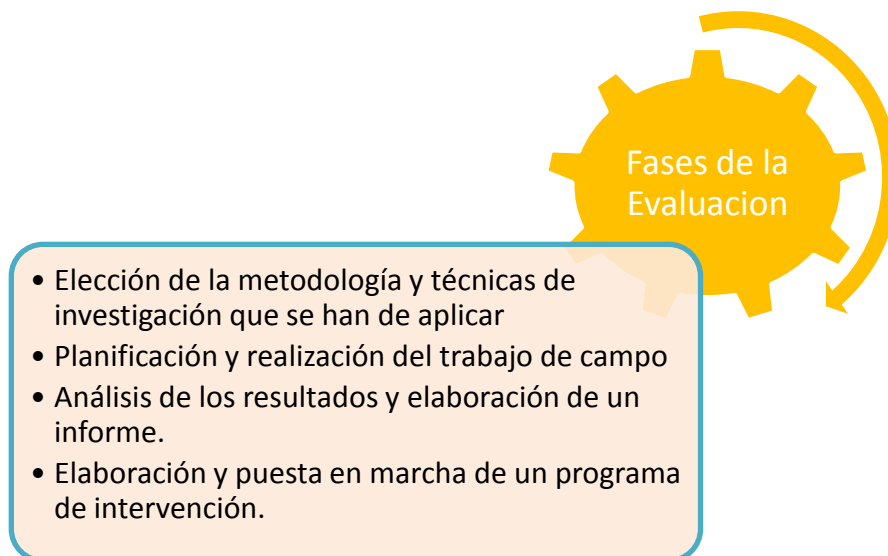 Fases de la
Evaluacion
• Elección de la metodología y técnicas de
investigación que se han de aplicar
• Planificación y realización del trabajo de campo
• Análisis de los resultados y elaboración de un
informe.
• Elaboración y puesta en marcha de un programa
de intervención.